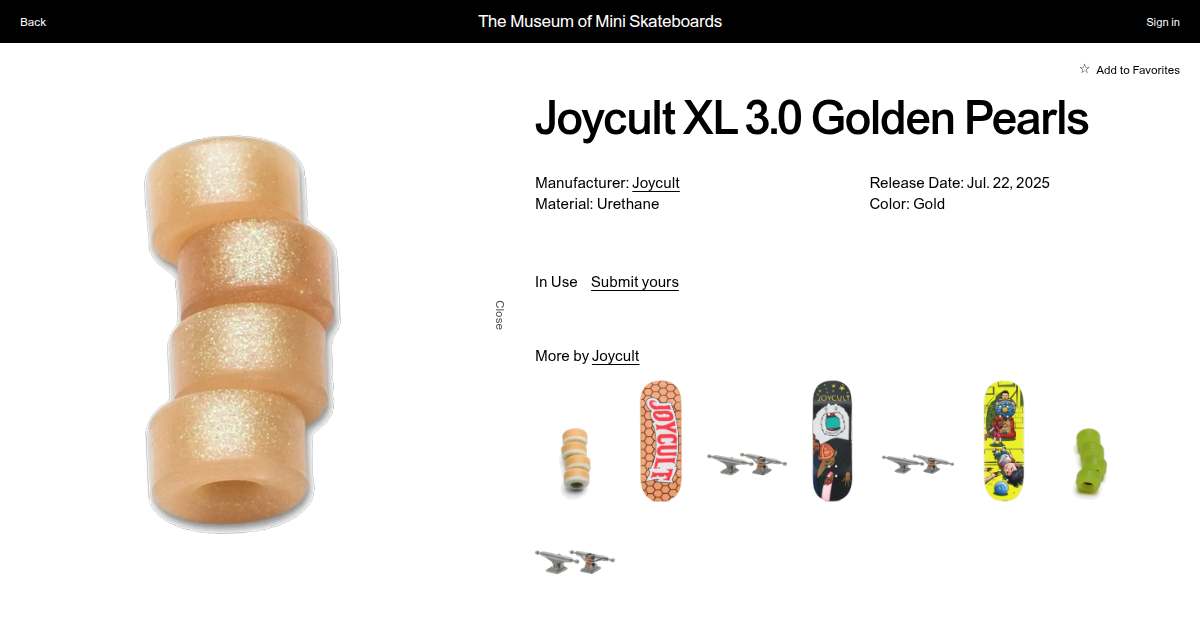 Back
The Museum of Mini Skateboards
Sign in
☆ Add to Favorites
Joycult XL 3.0 Golden Pearls
Manufacturer: Joycult
Material: Urethane
Release Date: Jul. 22, 2025
Color: Gold
In Use Submit yours
Close
More by Joycult
JOYCULT
JOYCULT